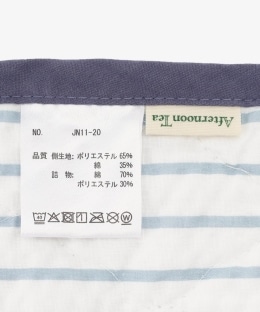 NO. JN11-20
品質 側生地: ポリエステル 65%
綿 35%
詰 物: 綿 70%
ポリエステル 30%
Afternoon Tea